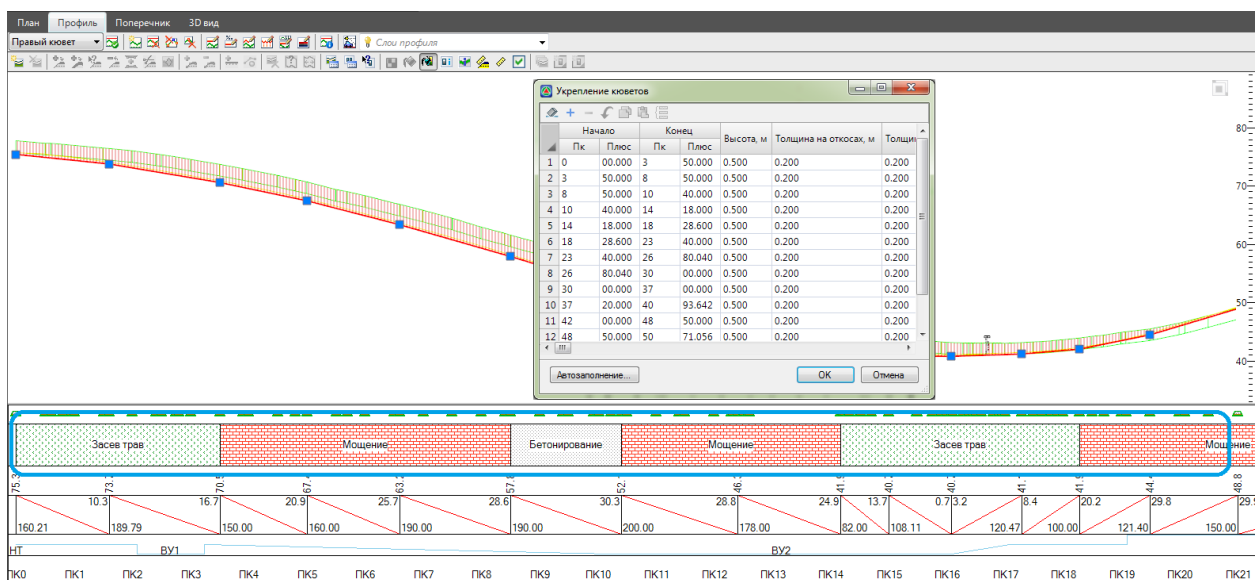 План Профиль Поперечник 3D вид
Правый кювет Слои профиля
Укрепление кюветов
Начало Конец Высота, м Толщина на откосах, м Толщин
Пк Плюс Пк Плюс
1 0 00.000 3 50.000 0.500 0.200 0.200
2 3 50.000 8 50.000 0.500 0.200 0.200
3 8 50.000 10 40.000 0.500 0.200 0.200
4 10 40.000 14 18.000 0.500 0.200 0.200
5 14 18.000 18 28.600 0.500 0.200 0.200
6 18 28.600 23 40.000 0.500 0.200 0.200
7 23 40.000 26 80.040 0.500 0.200 0.200
8 26 80.040 30 00.000 0.500 0.200 0.200
9 30 00.000 37 00.000 0.500 0.200 0.200
10 37 20.000 40 93.642 0.500 0.200 0.200
11 42 00.000 48 50.000 0.500 0.200 0.200
12 48 50.000 50 71.056 0.500 0.200 0.200
Автозаполнение... ОК Отмена
80
70
60
50
40
Засев трав Мощение Бетонирование Мощение Засев трав Мощение
10.3 16.7 20.9 25.7 28.6 30.3 28.8 24.9 13.7 0.7 3.2 8.4 20.2 29.8 29.9
160.21 189.79 150.00 160.00 190.00 190.00 200.00 178.00 82.00 108.11 120.47 100.00 121.40 150.00
НТ ВУ1 ВУ2
ПК0 ПК1 ПК2 ПК3 ПК4 ПК5 ПК6 ПК7 ПК8 ПК9 ПК10 ПК11 ПК12 ПК13 ПК14 ПК15 ПК16 ПК17 ПК18 ПК19 ПК20 ПК21